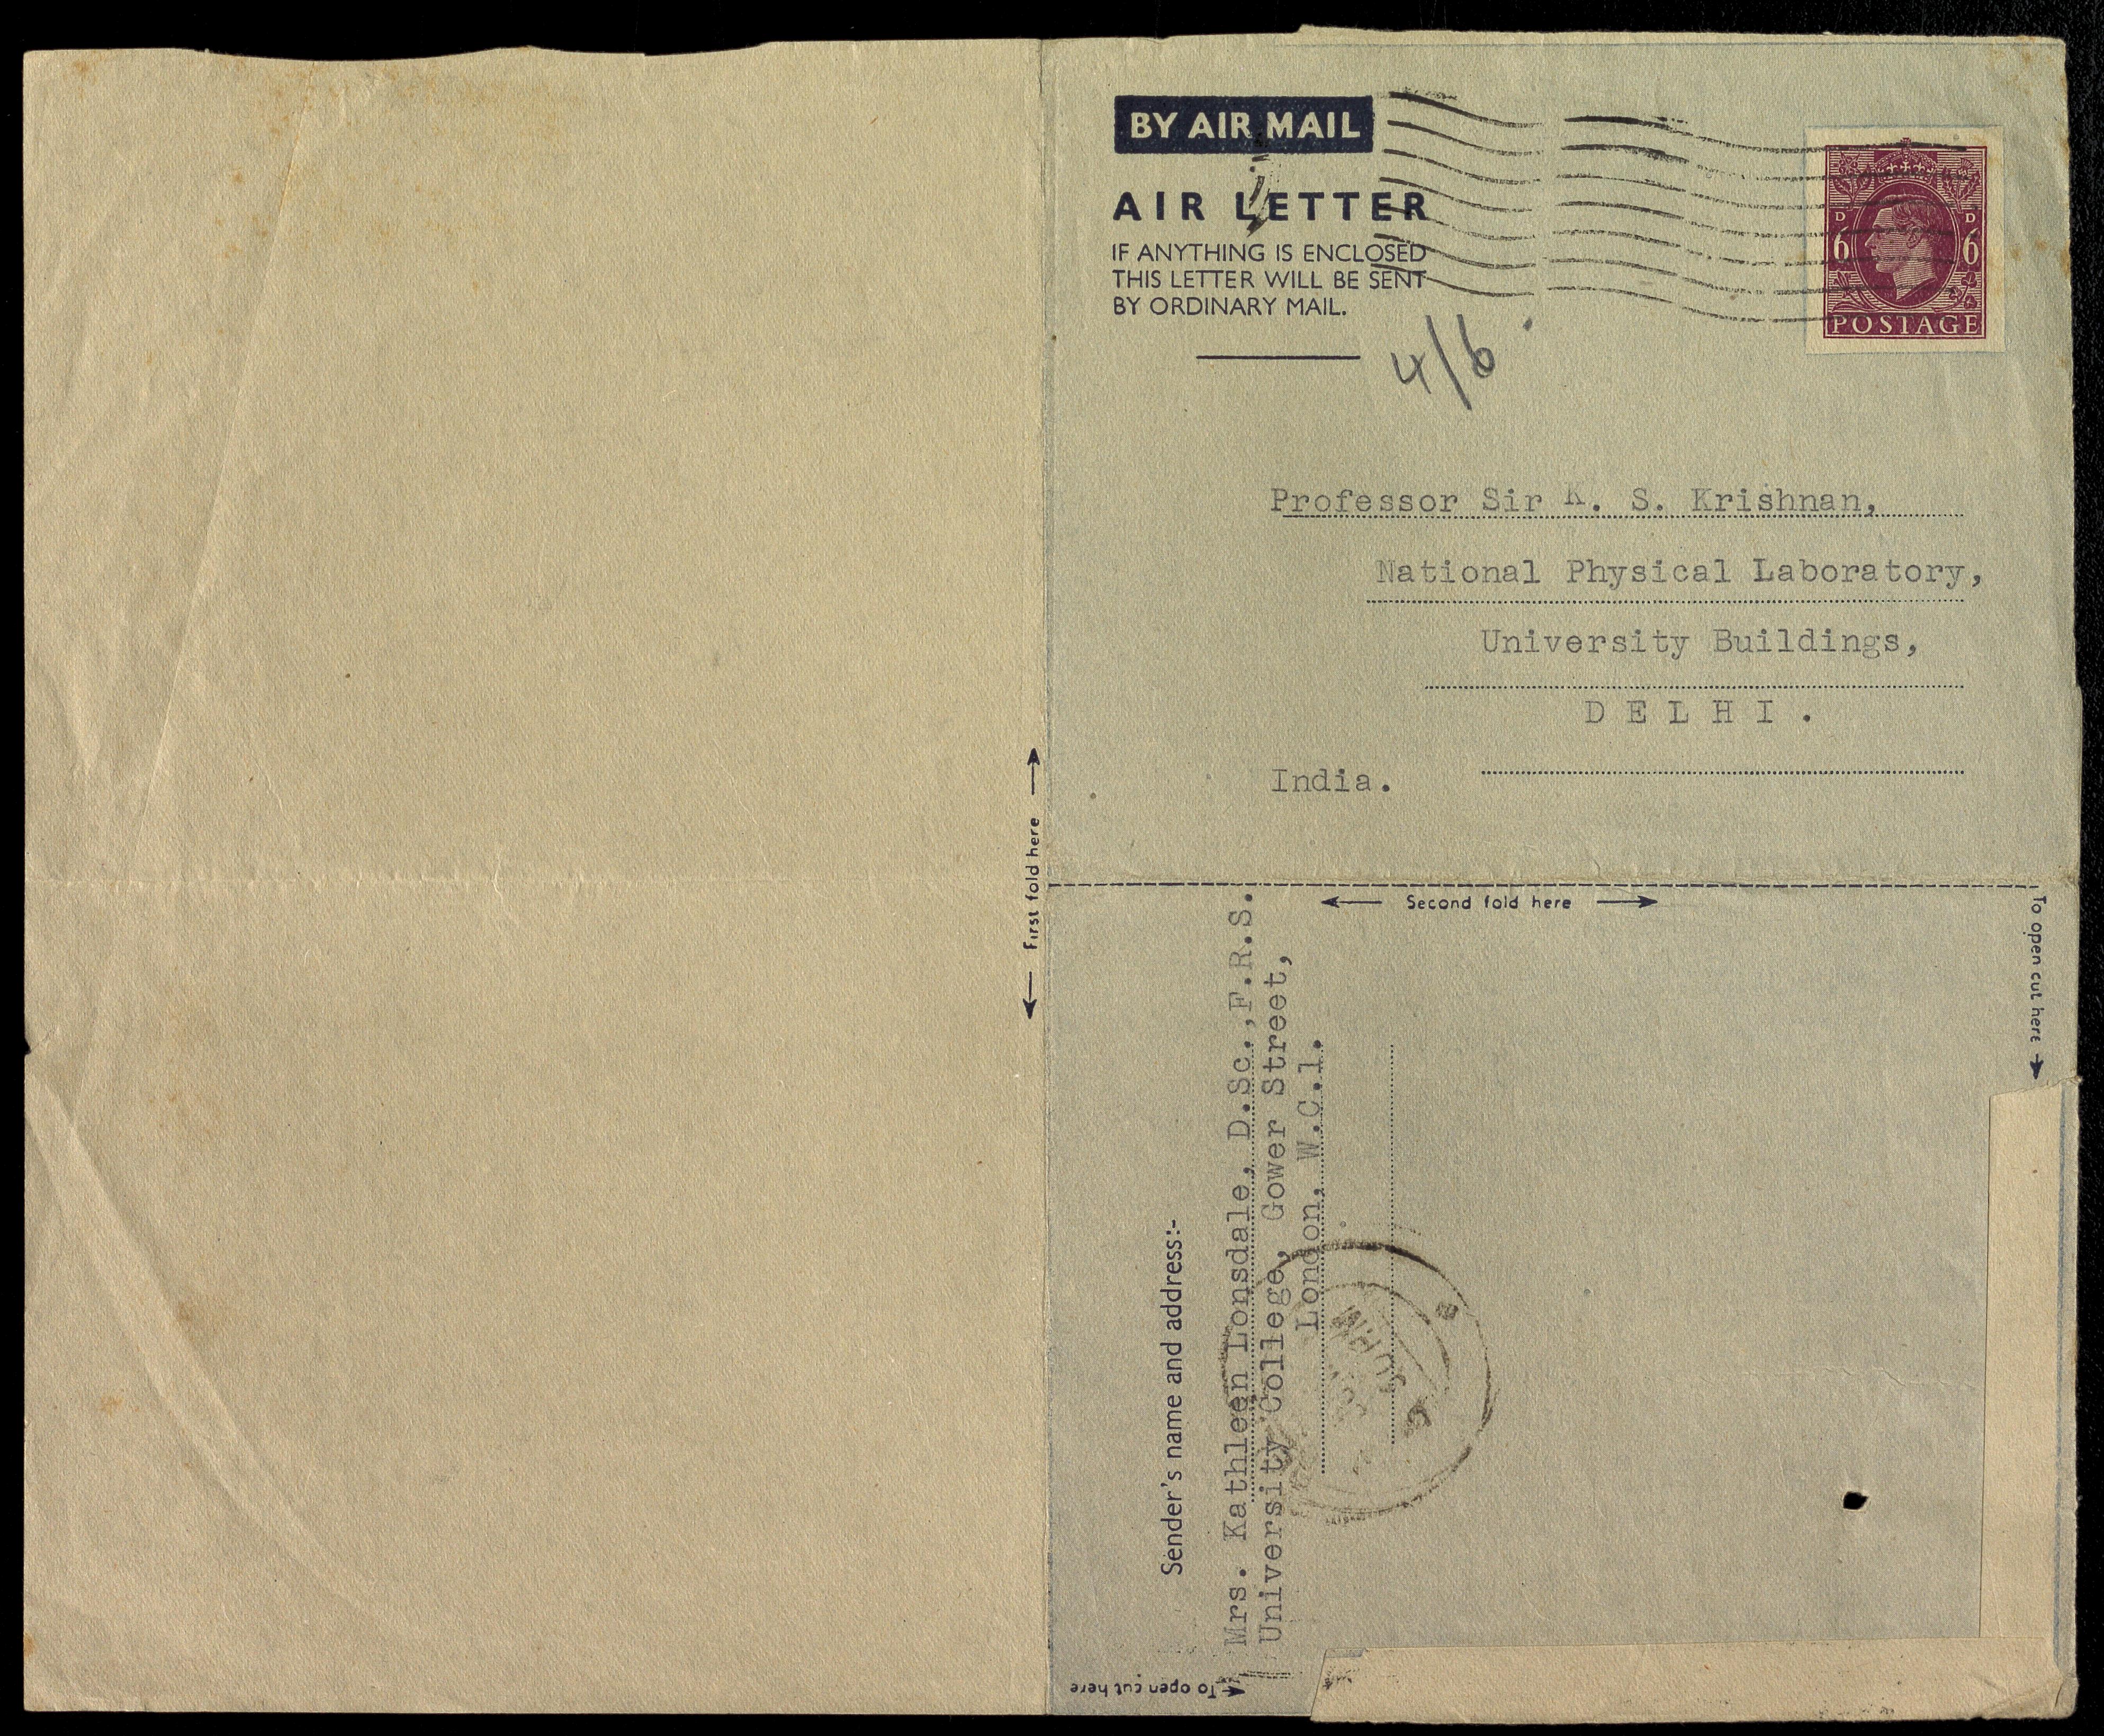 BY AIR MAIL
AIR LETTER
IF ANYTHING IS ENCLOSED
THIS LETTER WILL BE SENT
BY ORDINARY MAIL.
D D
6 6
POSTAGE
4/6
Professor Sir K. S. Krishnan,
National Physical Laboratory,
University Buildings,
DELHI.
India.
First fold here
Second fold here
To open cut here
Sender's name and address:-
Mrs. Kathleen Lonsdale, D.Sc.,F.R.S.
University College, Gower Street,
London, W.C.1.
To open cut here